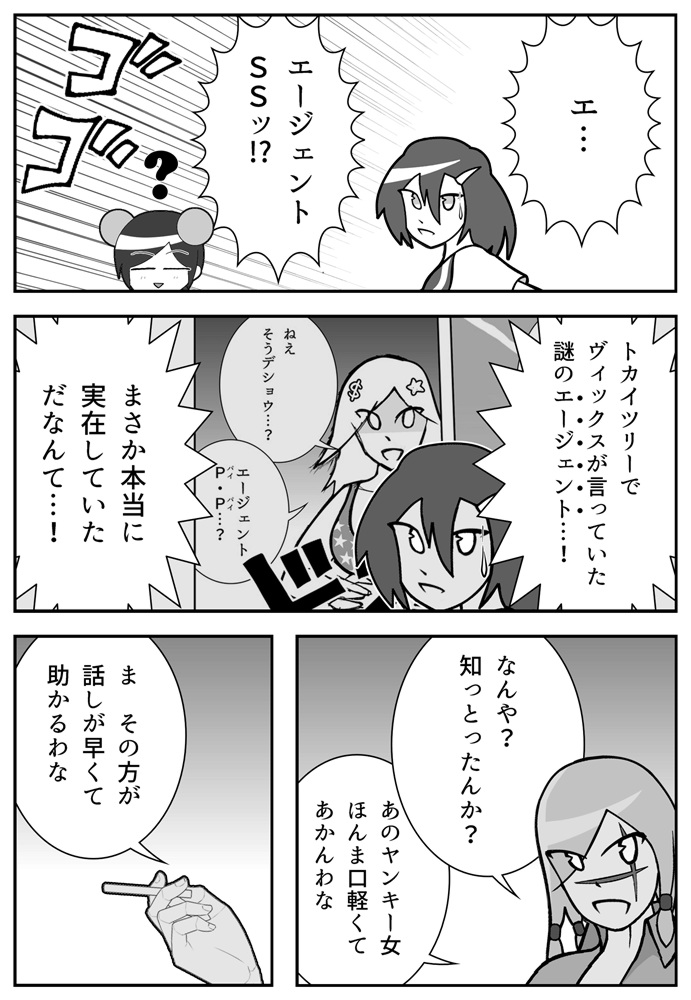 エ…
エージェント
SSッ!?
ゴゴ
?
トカイツリーで
ヴィックスが言っていた
謎のエージェント…!
ねえ
そうデショウ…?
エージェント
P・P…?
パイ パイ
ド
まさか本当に
実在していた
だなんて…!
なんや?
知っとったんか?
あのヤンキー女
ほんま口軽くて
あかんわな
ま その方が
話しが早くて
助かるわな